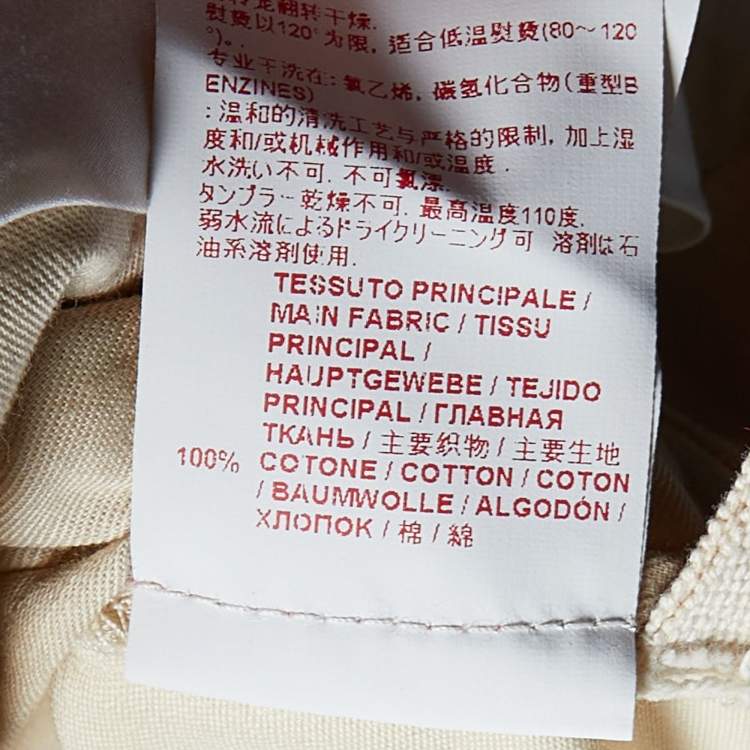 翻转干燥.
熨烫以120°为限, 适合低温熨烫(80～120
°)。.
专业干洗在: 氯乙烯, 碳氢化合物(重型B
ENZINES)
: 温和的清洗工艺与严格的限制, 加上湿
度和/或机械作用和/或温度 .
水洗い不可. 不可氯漂.
タンブラー乾燥不可. 最高温度110度.
弱水流によるドライクリーニング可 溶剤は石
油系溶剤使用.
TESSUTO PRINCIPALE /
MAIN FABRIC / TISSU
PRINCIPAL /
HAUPTGEWEBE / TEJIDO
PRINCIPAL / ГЛАВНАЯ
ТКАНЬ / 主要织物 / 主要生地
100% COTONE / COTTON / COTON
/ BAUMWOLLE / ALGODÓN /
ХЛОПОК / 棉 / 綿